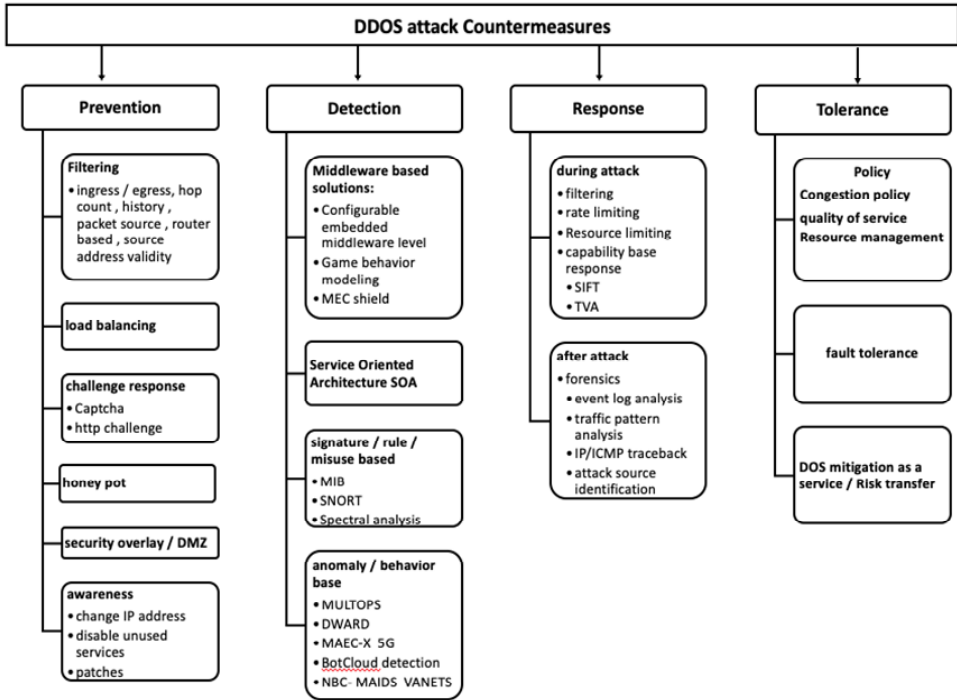 DDOS attack Countermeasures
Prevention
Filtering
• ingress / egress, hop
count , history ,
packet source , router
based , source
address validity
load balancing
challenge response
• Captcha
• http challenge
honey pot
security overlay / DMZ
awareness
• change IP address
• disable unused
services
• patches
Detection
Middleware based
solutions:
• Configurable
embedded
middleware level
• Game behavior
modeling
• MEC shield
Service Oriented
Architecture SOA
signature / rule /
misuse based
• MIB
• SNORT
• Spectral analysis
anomaly / behavior
base
• MULTOPS
• DWARD
• MAEC-X 5G
• BotCloud detection
• NBC- MAIDS VANETS
Response
during attack
• filtering
• rate limiting
• Resource limiting
• capability base
response
• SIFT
• TVA
after attack
• forensics
• event log analysis
• traffic pattern
analysis
• IP/ICMP traceback
• attack source
identification
Tolerance
Policy
Congestion policy
quality of service
Resource management
fault tolerance
DOS mitigation as a
service / Risk transfer